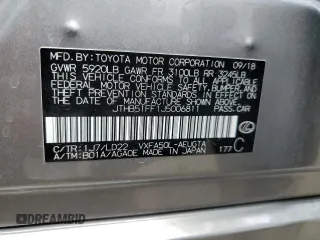 MFD. BY: TOYOTA MOTOR CORPORATION 09/18
GVWR 5920LB GAWR FR 3100LB RR 3245LB
THIS VEHICLE CONFORMS TO ALL APPLICABLE
FEDERAL MOTOR VEHICLE SAFETY, BUMPER, AND
THEFT PREVENTION STANDARDS IN EFFECT ON
THE DATE OF MANUFACTURE SHOWN ABOVE.
JTHB51FF1J5006811 PASS. CAR
C/TR: 1J7/LD22 VXFA50L-AEUGTA
A/TM: B01A/AGA0E MADE IN JAPAN 177 C
© AUTOBIDMASTER